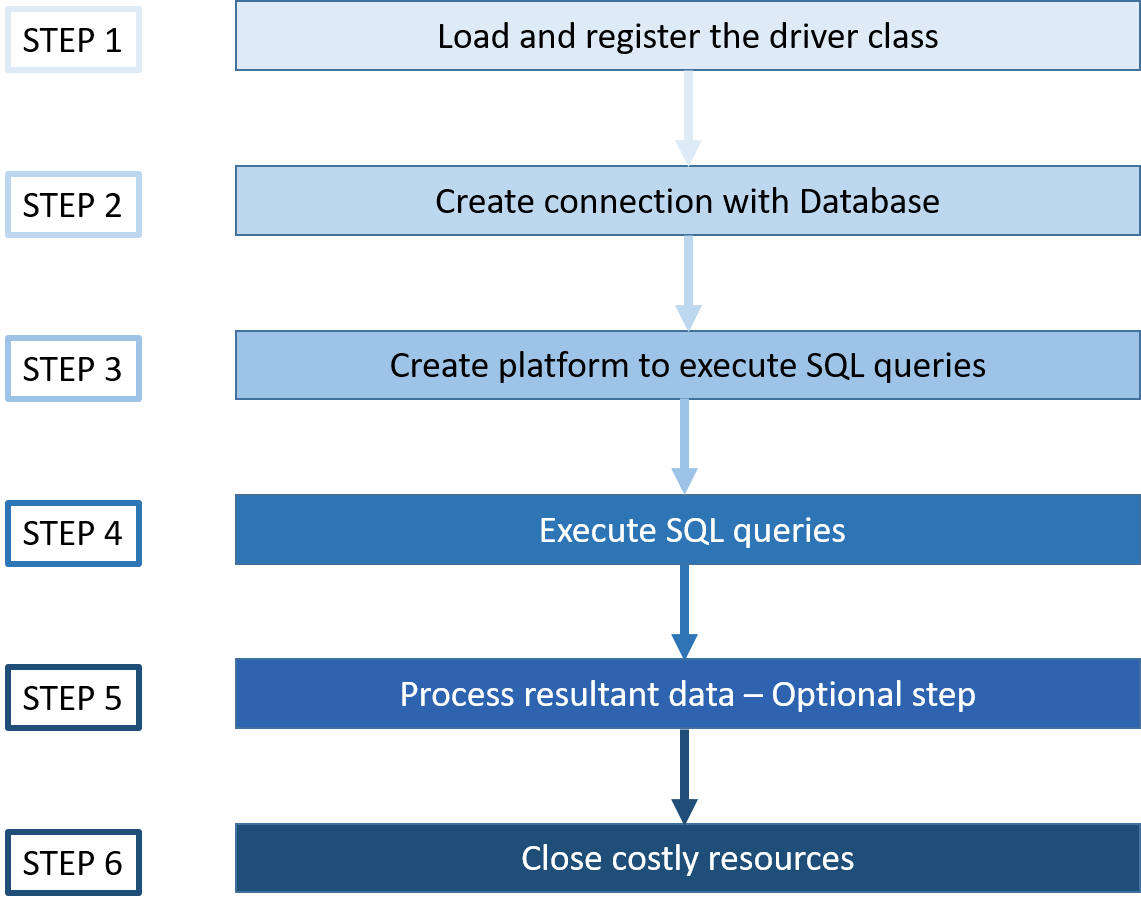 STEP 1
Load and register the driver class
STEP 2
Create connection with Database
STEP 3
Create platform to execute SQL queries
STEP 4
Execute SQL queries
STEP 5
Process resultant data – Optional step
STEP 6
Close costly resources